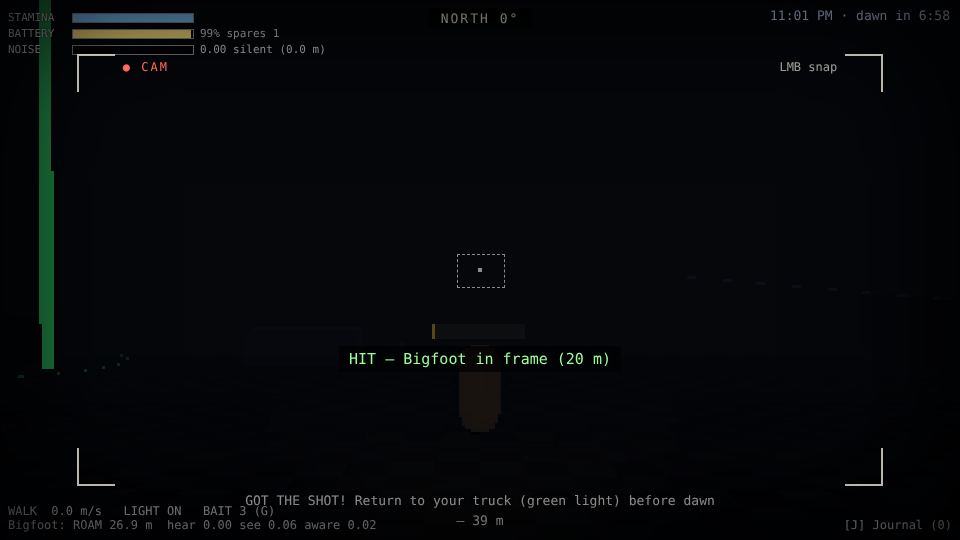 STAMINA
NORTH 0°
11:01 PM · dawn in 6:58
BATTERY 99% spares 1
NOISE 0.00 silent (0.0 m)
● CAM
LMB snap
HIT — Bigfoot in frame (20 m)
GOT THE SHOT! Return to your truck (green light) before dawn
— 39 m
WALK 0.0 m/s LIGHT ON BAIT 3 (G)
Bigfoot: ROAM 26.9 m hear 0.00 see 0.06 aware 0.02
[J] Journal (0)